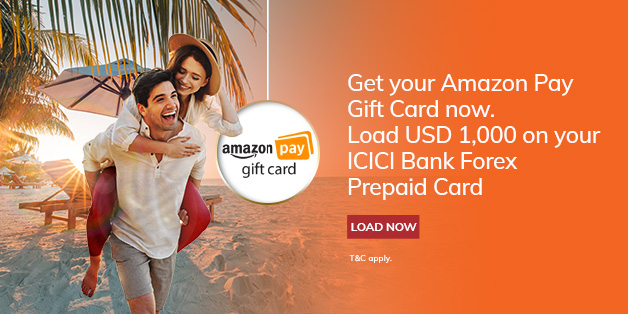 amazon pay
gift card
Get your Amazon Pay
Gift Card now.
Load USD 1,000 on your
ICICI Bank Forex
Prepaid Card
LOAD NOW
T&C apply.